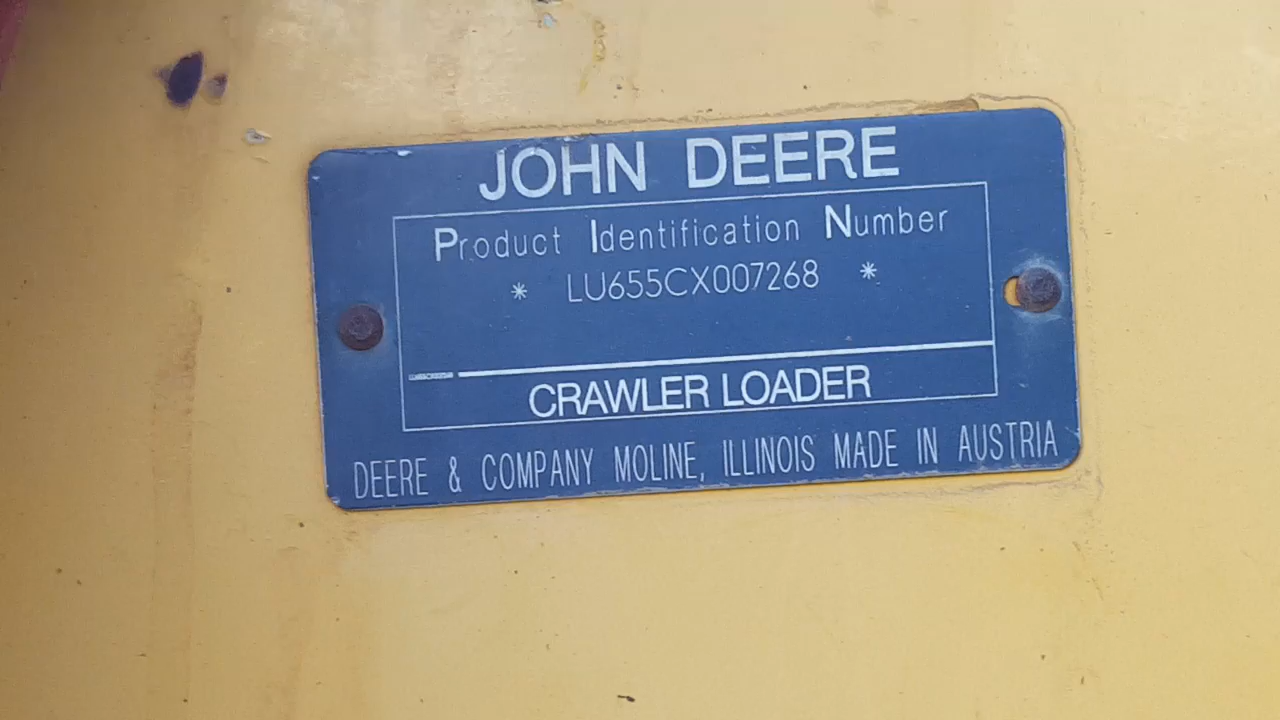 JOHN DEERE
Product Identification Number
* LU655CX007268 *
CRAWLER LOADER
DEERE & COMPANY MOLINE, ILLINOIS MADE IN AUSTRIA